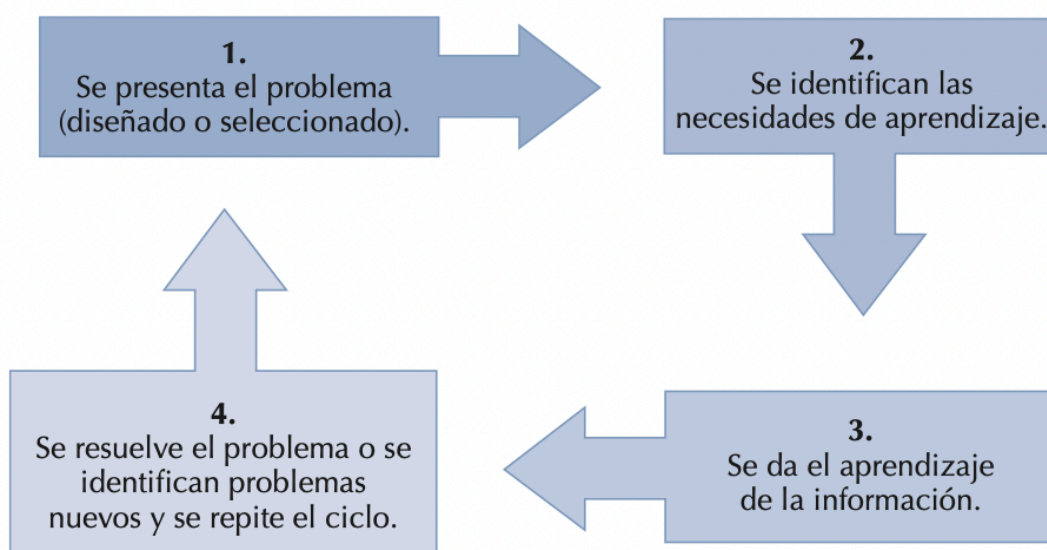 1.
Se presenta el problema
(diseñado o seleccionado).
2.
Se identifican las
necesidades de aprendizaje.
3.
Se da el aprendizaje
de la información.
4.
Se resuelve el problema o se
identifican problemas
nuevos y se repite el ciclo.